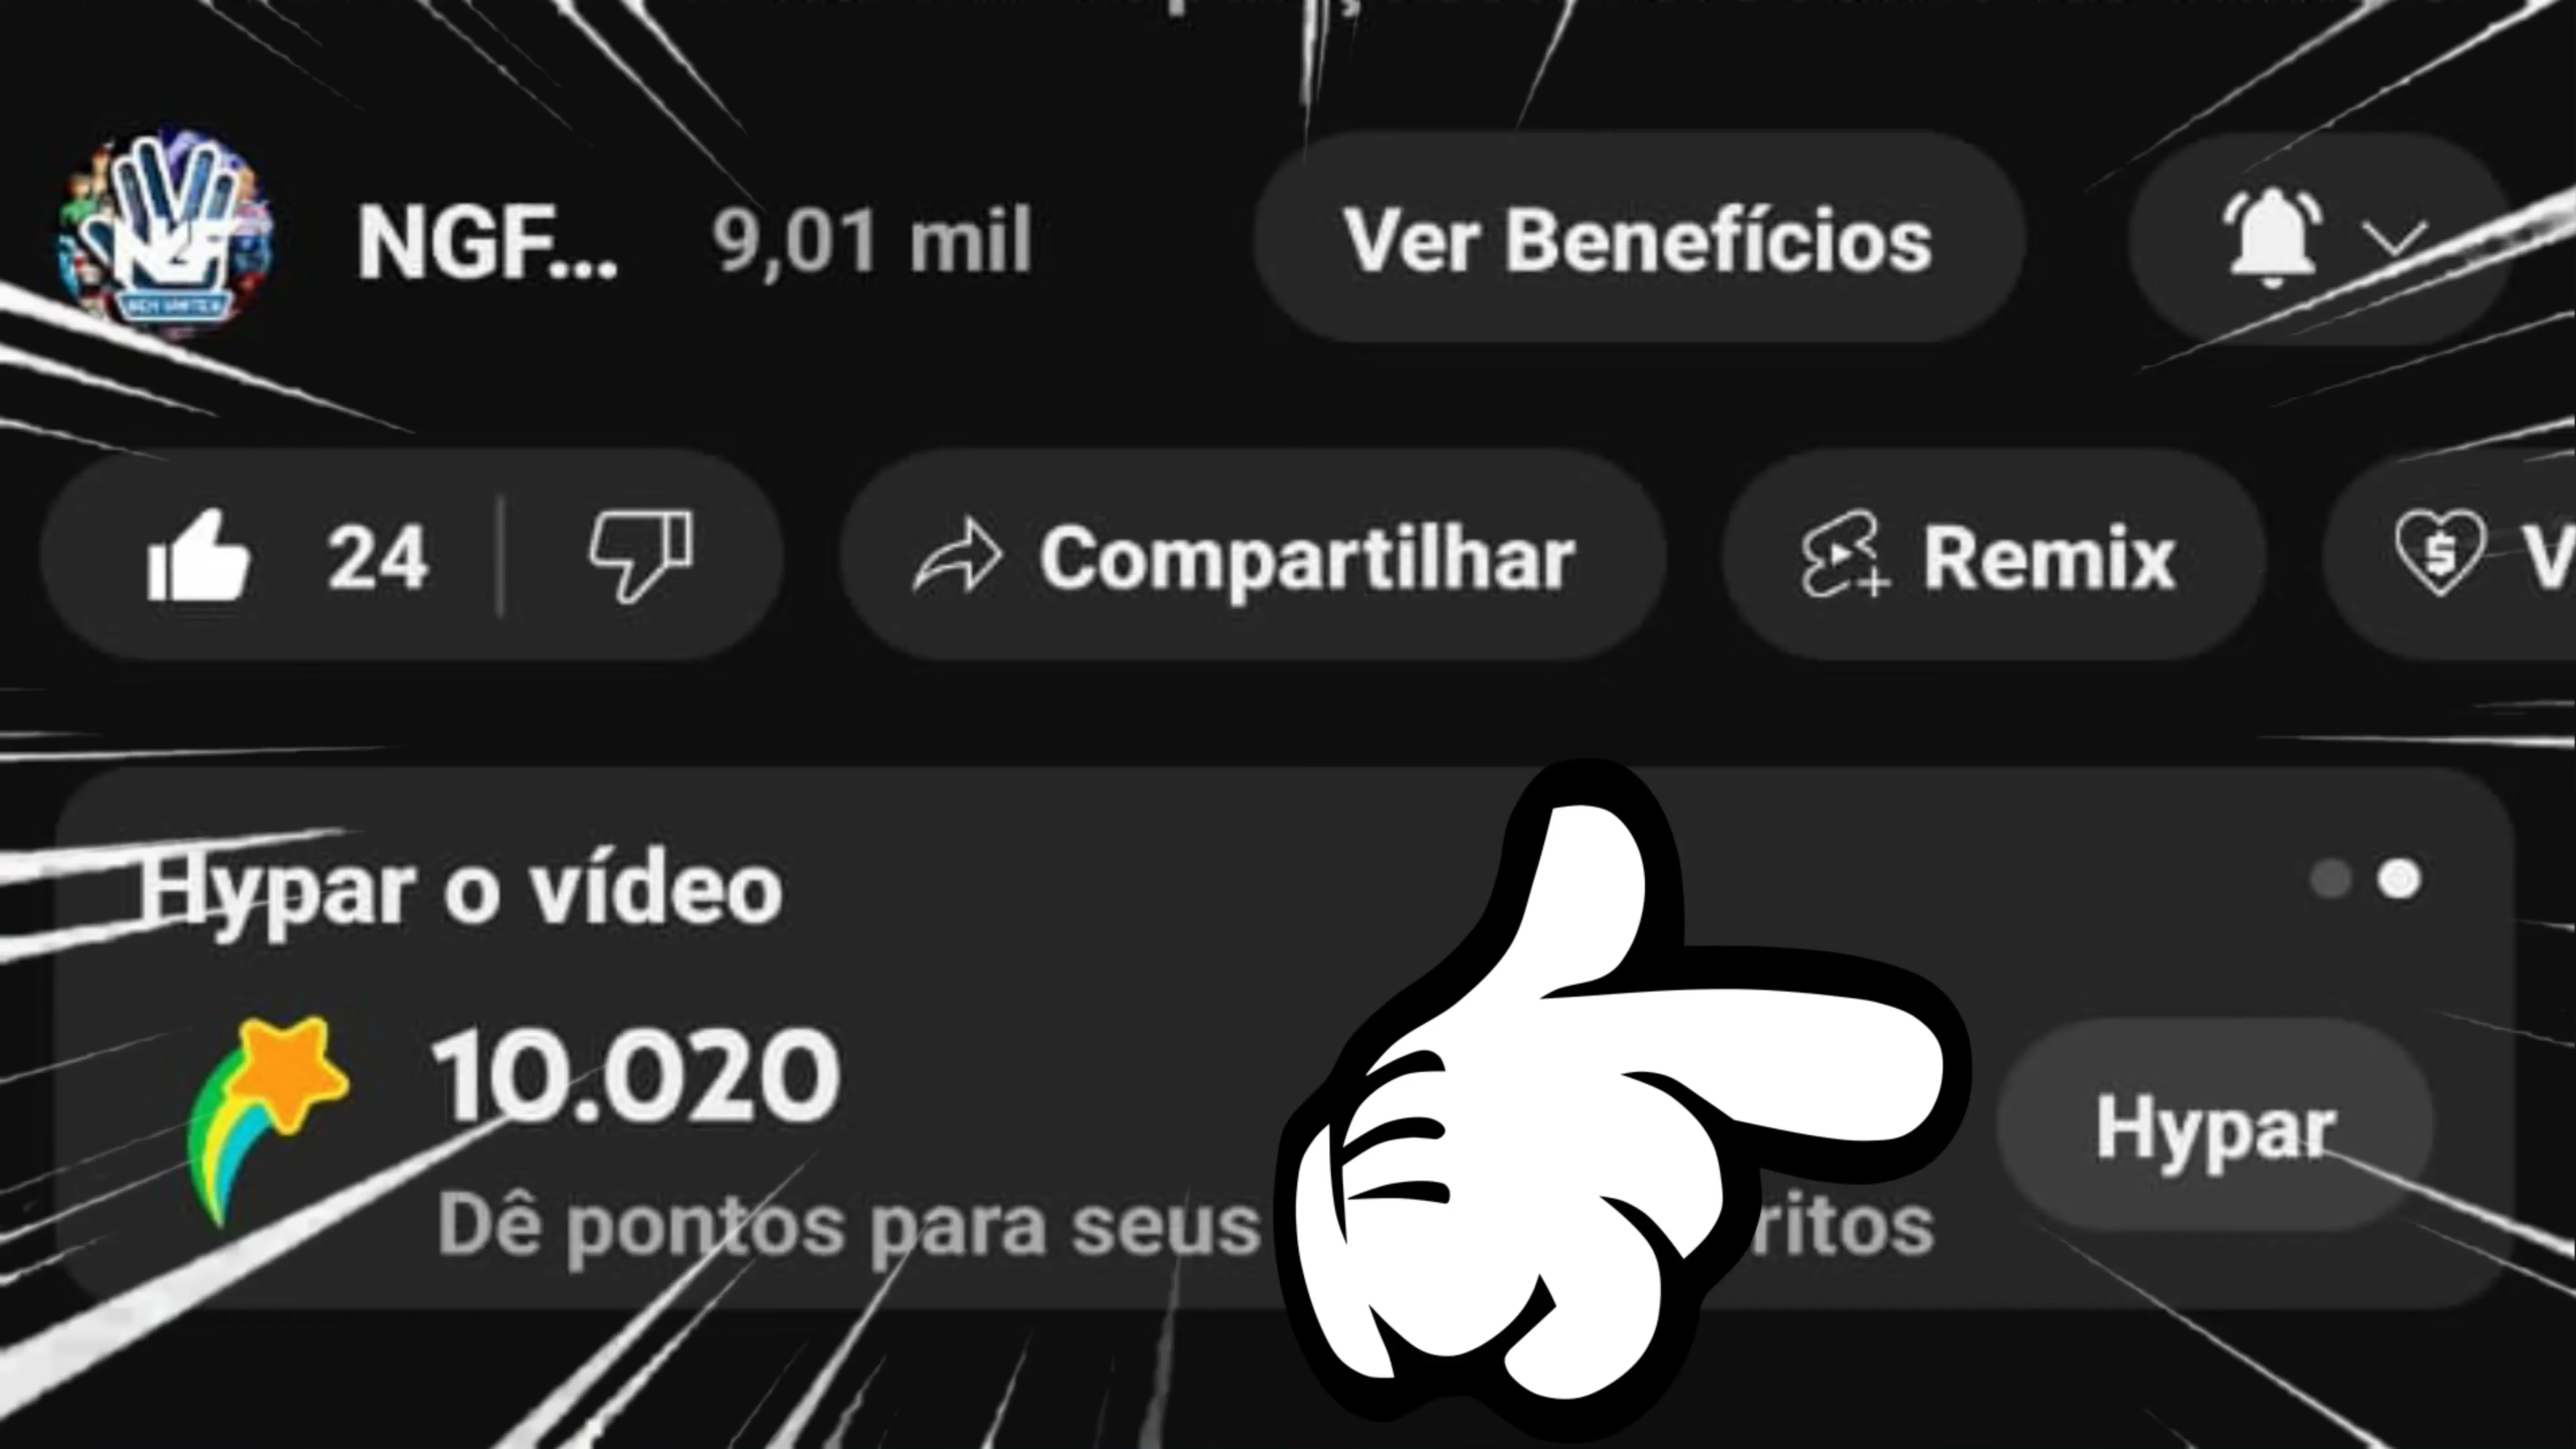 NGF... 9,01 mil Ver Benefícios
24 Compartilhar Remix V
Hypar o vídeo
10.020
Hypar
Dê pontos para seus ritos
NGF